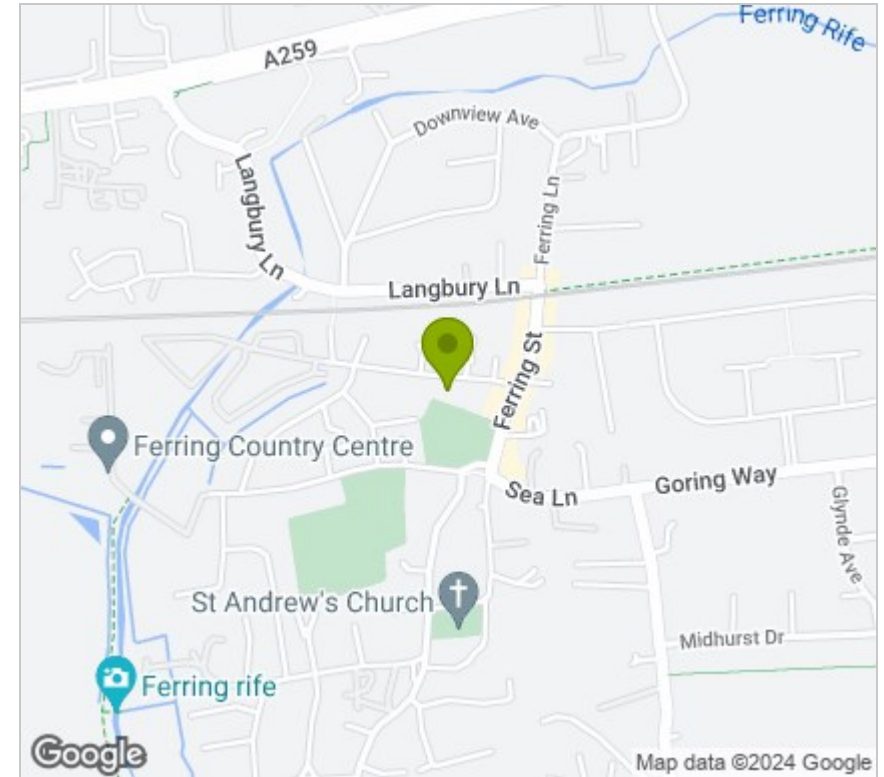 Ferring Rife
A259
Downview Ave
Langbury Ln
Ferring Ln
Langbury Ln
Ferring St
Ferring Country Centre
Sea Ln
Goring Way
Glynde Ave
St Andrew's Church
Midhurst Dr
Ferring rife
Google
Map data ©2024 Google